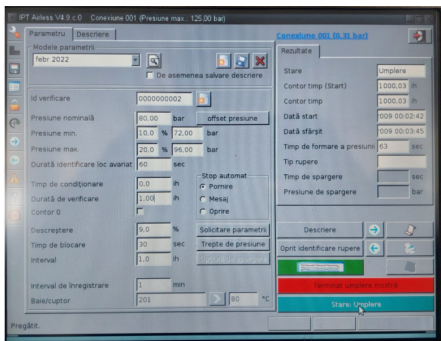 IPT Airless V4.9 c.0 Conexiune 001 (Presiune max.: 125,00 bar)
Parametru Descriere
Conexiune 001 (0,31 bar)
Modele parametrii
febr 2022
De asemenea salvare descriere
Id verificare 0000000002
Presiune nominală 80,00 bar offset presiune
Presiune min. 10.0 % 72,00 bar
Presiune max. 20.0 % 96,00 bar
Durată identificare loc avariat 60 sec
Timp de condiționare 0.0 h
Durată de verificare 1.00 h
Contor 0
Stop automat
Pornire
Mesaj
Oprire
Descreștere 9.0 % Solicitare parametri
Timp de blocare 30 sec Trepte de presiune
Interval 1.0 h
Interval de înregistrare 1 min
Baie/cuptor 201 80 °C
Rezultate
Stare Umplere
Contor timp (Start) 1000,03 h
Contor timp 1000,03 h
Dată start 009 00:02:42
Dată sfârșit 009 00:03:45
Timp de formare a presiunii 63 sec
Tip rupere
Timp de spargere sec
Presiune de spargere bar
Descriere
Oprit identificare rupere
Terminat umplere mostră
Stare: Umplere
Pregătit.